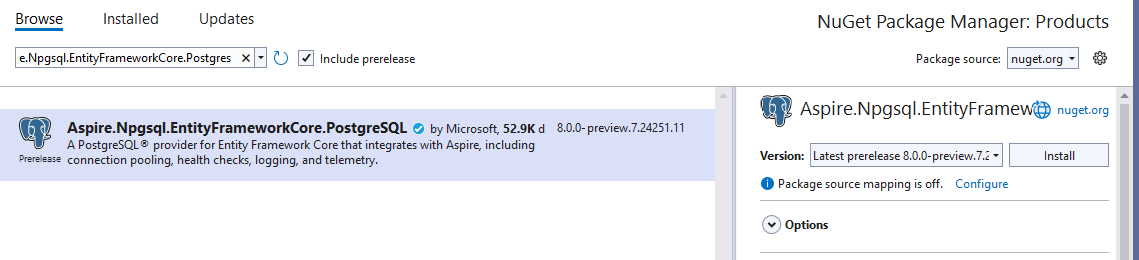 Browse Installed Updates
NuGet Package Manager: Products
e.Npgsql.EntityFrameworkCore.Postgres
Include prerelease
Package source: nuget.org
Aspire.Npgsql.EntityFrameworkCore.PostgreSQL by Microsoft, 52.9K d 8.0.0-preview.7.24251.11
A PostgreSQL® provider for Entity Framework Core that integrates with Aspire, including
connection pooling, health checks, logging, and telemetry.
Prerelease
Aspire.Npgsql.EntityFramew nuget.org
Version: Latest prerelease 8.0.0-preview.7.2 Install
Package source mapping is off. Configure
Options